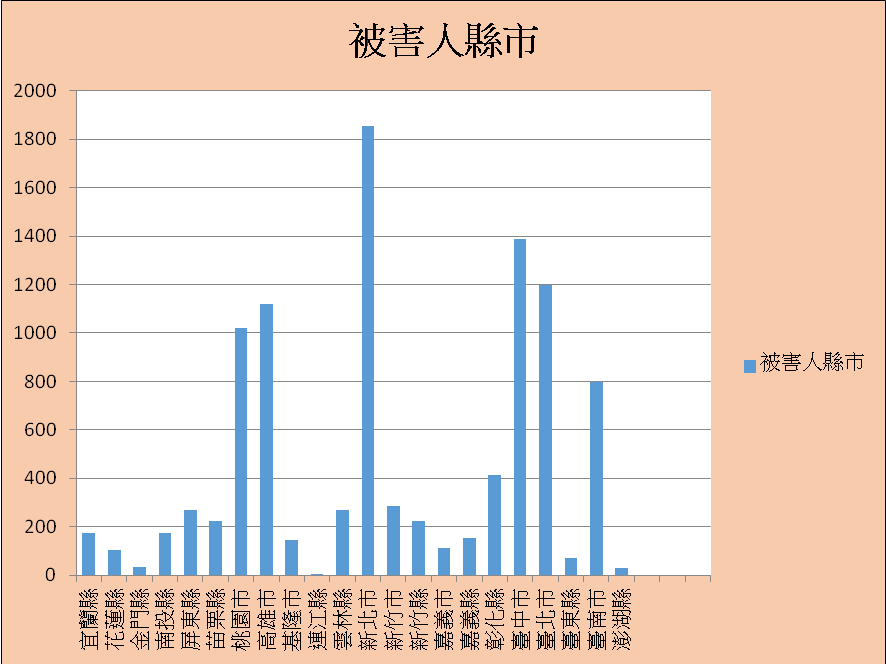 被害人縣市
2000
1800
1600
1400
1200
1000
800
600
400
200
0
宜蘭縣
花蓮縣
金門縣
南投縣
屏東縣
苗栗縣
桃園市
高雄市
基隆市
連江縣
雲林縣
新北市
新竹市
新竹縣
嘉義市
嘉義縣
彰化縣
臺中市
臺北市
臺東縣
臺南市
澎湖縣
被害人縣市